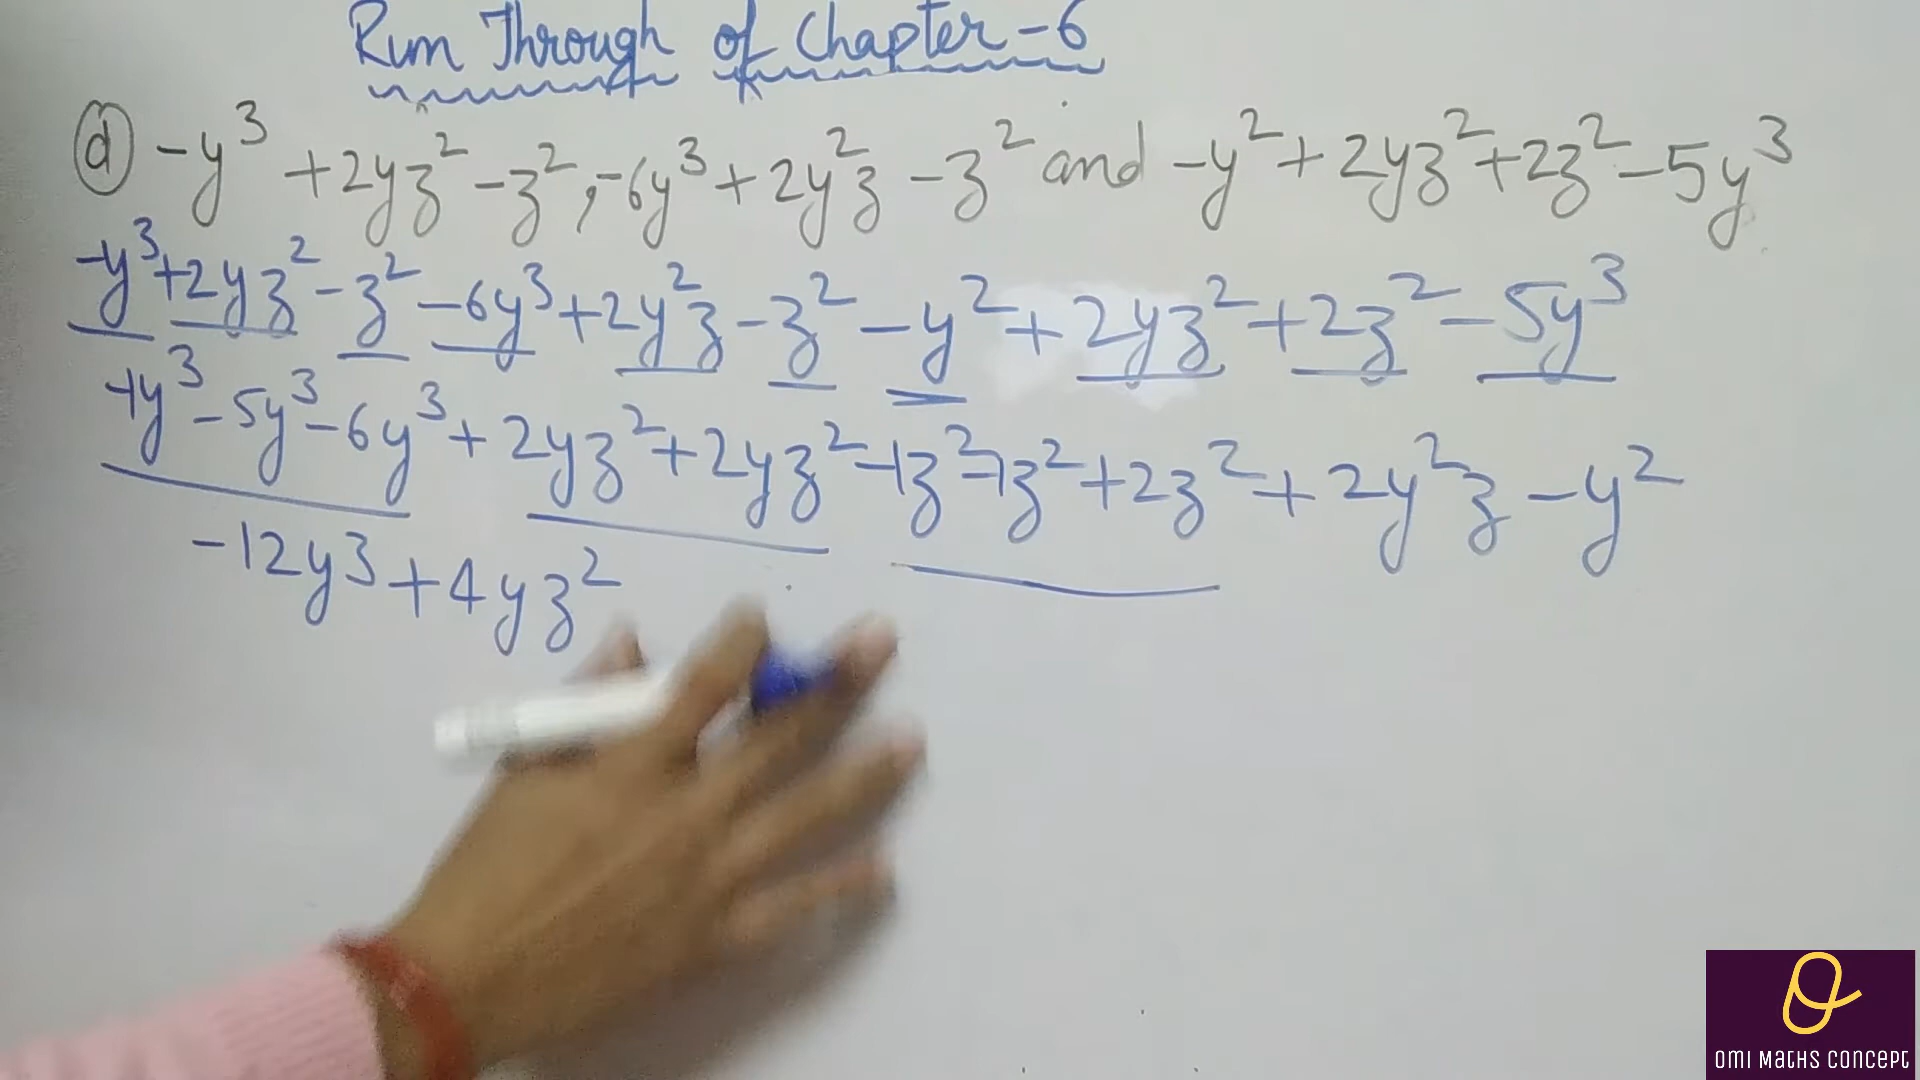 Run Through of Chapter-6
(d) -y³ + 2yz² - z², -6y³ + 2y²z - z² and -y² + 2yz² + 2z² - 5y³
-y³ + 2yz² - z² - 6y³ + 2y²z - z² - y² + 2yz² + 2z² - 5y³
-1y³ - 5y³ - 6y³ + 2yz² + 2yz² - 1z² - 1z² + 2z² + 2y²z - y²
-12y³ + 4yz²
OMI MATHS CONCEPT